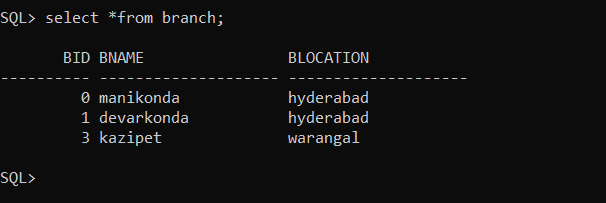 SQL> select *from branch;
BID BNAME BLOCATION
---------- -------------------- --------------------
0 manikonda hyderabad
1 devarkonda hyderabad
3 kazipet warangal
SQL>